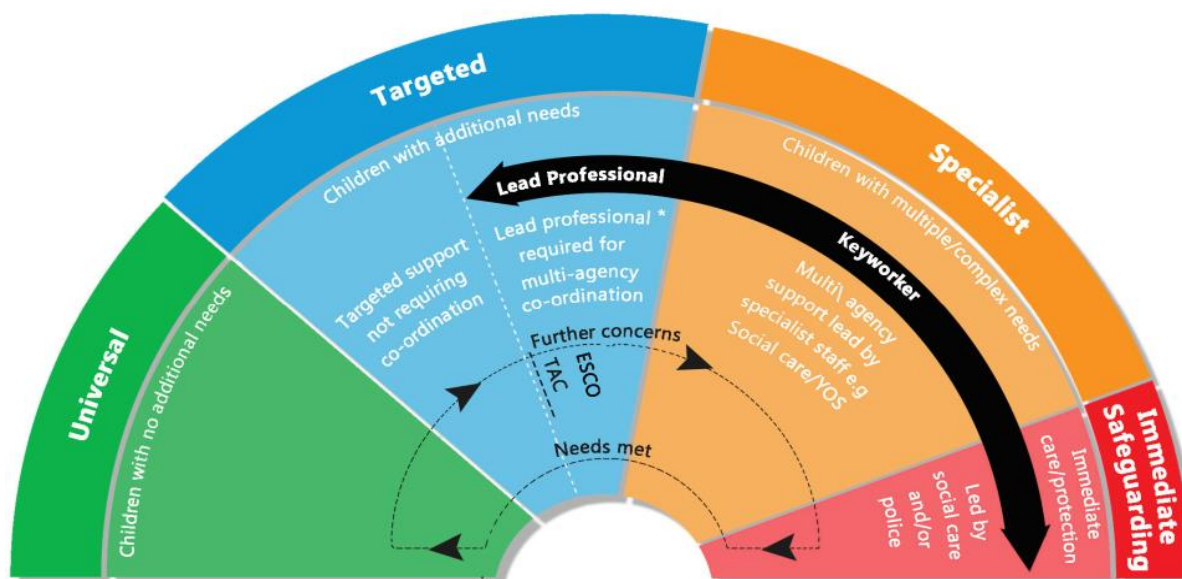 Universal
Children with no additional needs
Targeted
Children with additional needs
Targeted support
not requiring
co-ordination
Lead professional *
required for
multi-agency
co-ordination
Lead Professional
Keyworker
Further concerns
TAC
ESCO
Needs met
Specialist
Children with multiple/complex needs
Multi\ agency
support lead by
specialist staff e.g
Social care/YOS
Immediate
Safeguarding
Immediate
care/protection
Led by
social care
and/or
police